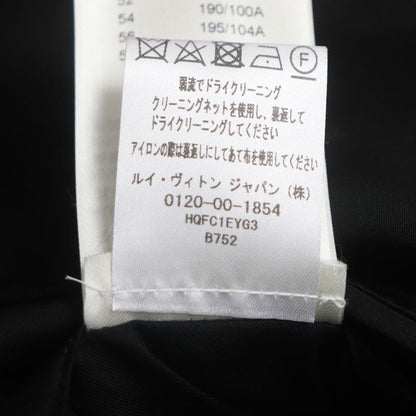 52 190/100A
54
56 195/104A
58
F
弱流でドライクリーニング
クリーニングネットを使用し、裏返して
ドライクリーニングしてください
アイロンの際は裏返しにしてあて布を使用してください
ルイ・ヴィトン ジャパン(株)
0120-00-1854
HQFC1EYG3
B752